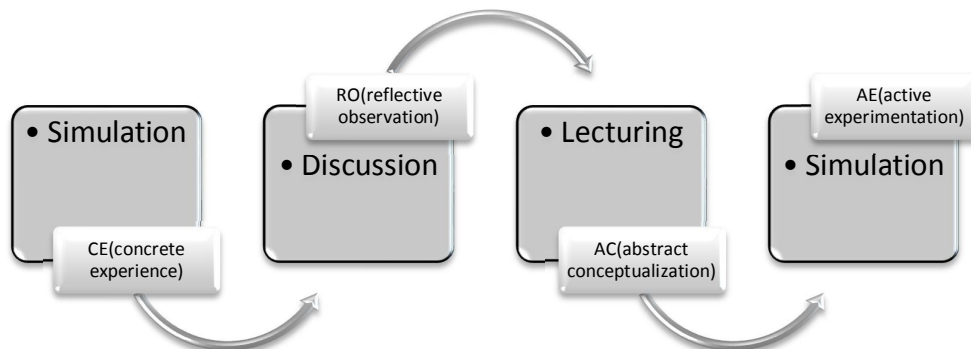 • Simulation
CE(concrete
experience)
RO(reflective
observation)
• Discussion
• Lecturing
AC(abstract
conceptualization)
AE(active
experimentation)
• Simulation